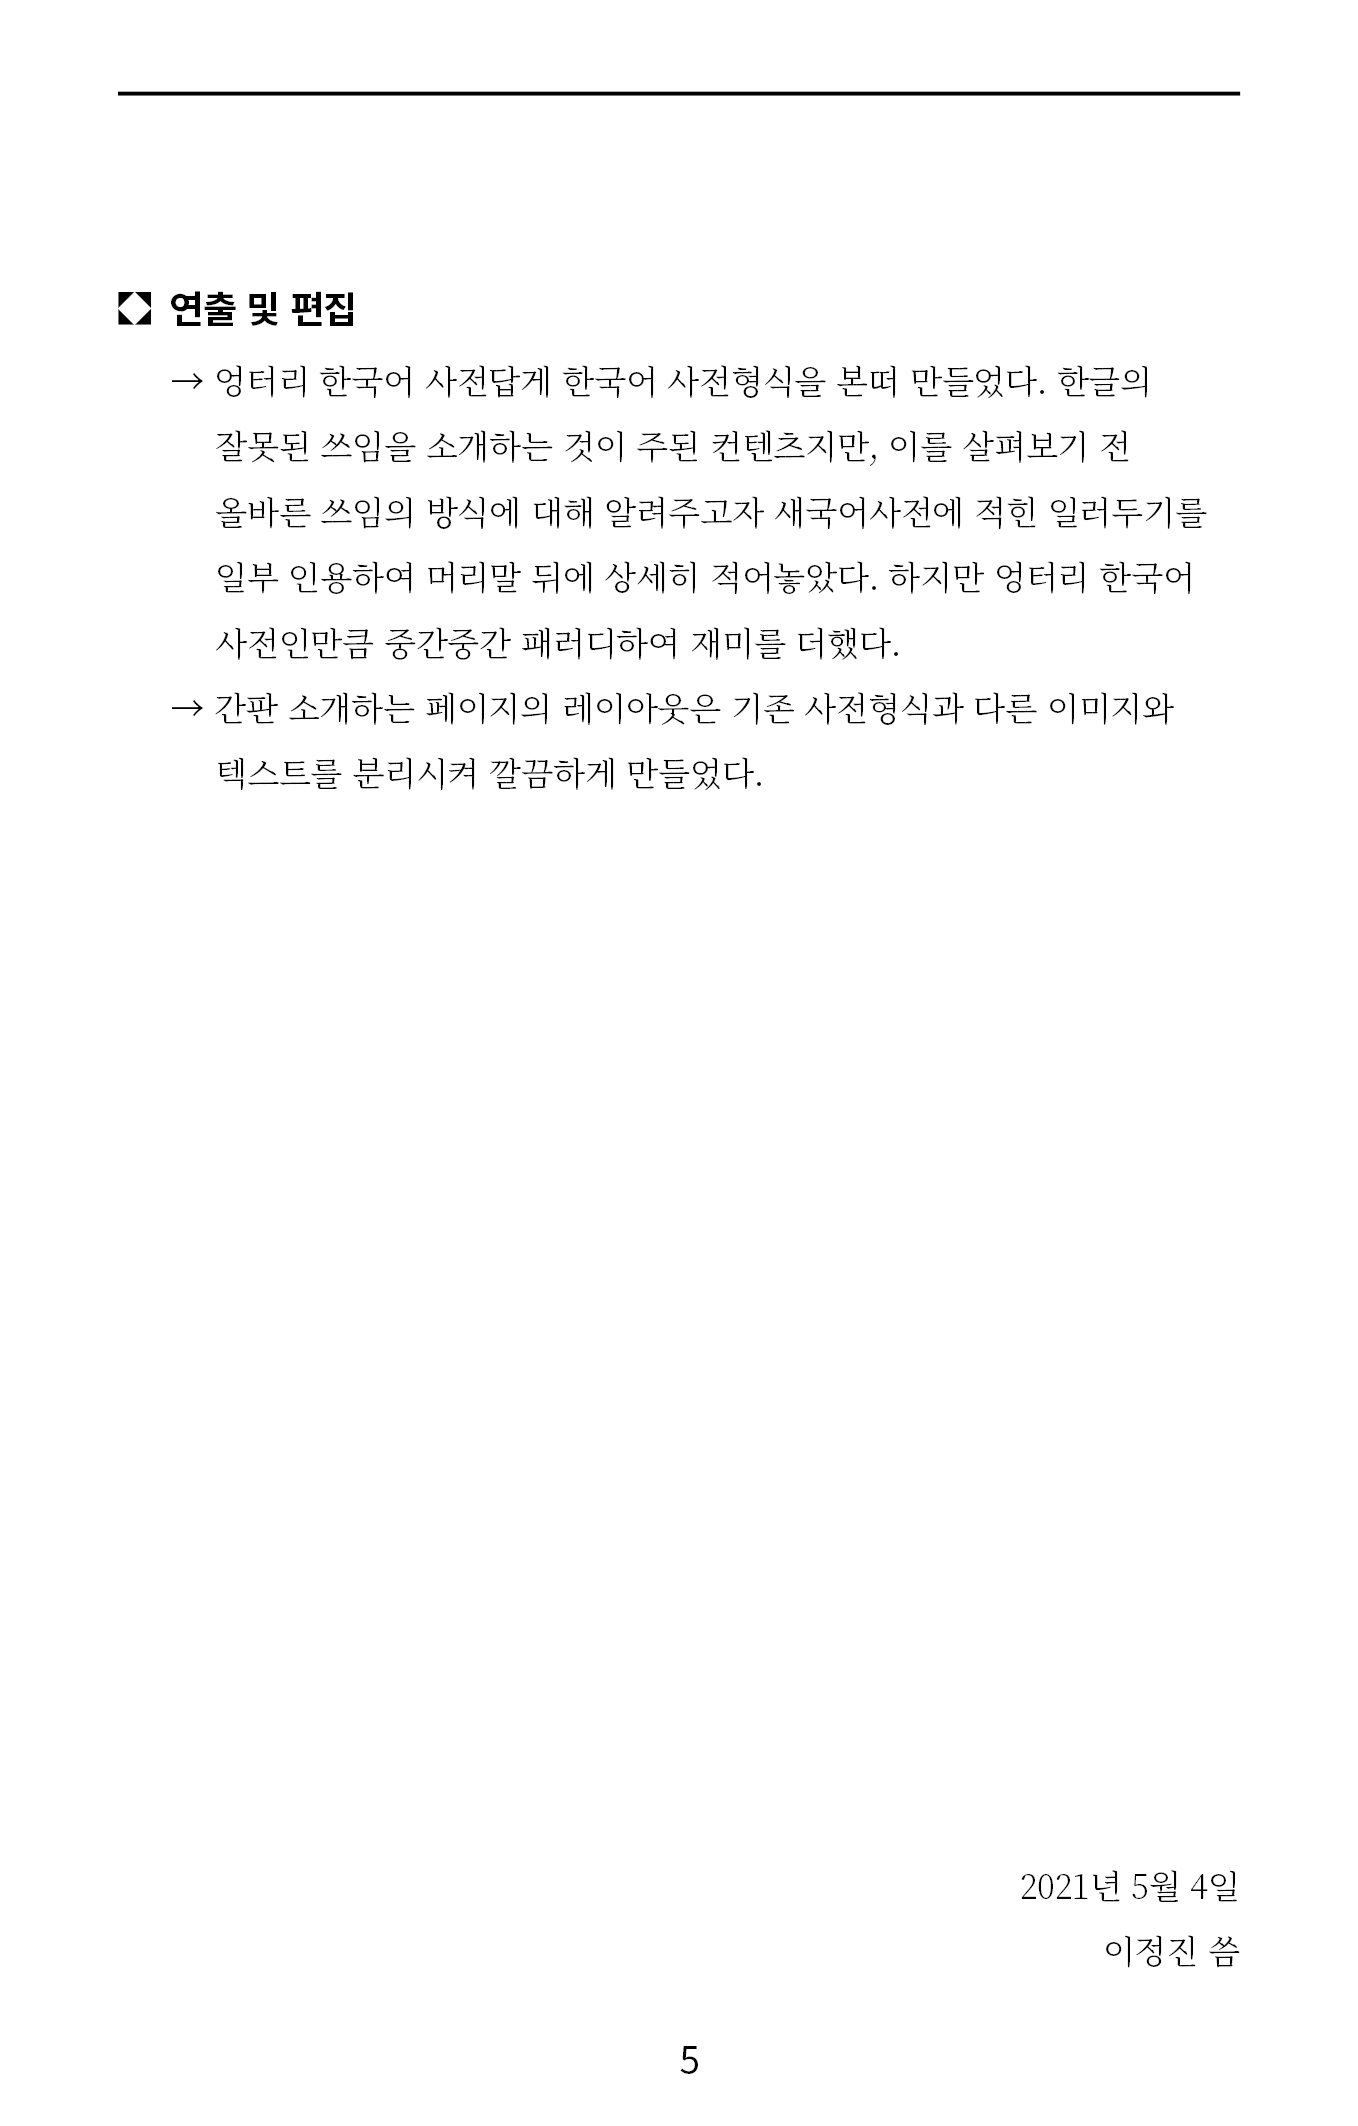 연출 및 편집
→ 엉터리 한국어 사전답게 한국어 사전형식을 본떠 만들었다. 한글의
잘못된 쓰임을 소개하는 것이 주된 컨텐츠지만, 이를 살펴보기 전
올바른 쓰임의 방식에 대해 알려주고자 새국어사전에 적힌 일러두기를
일부 인용하여 머리말 뒤에 상세히 적어놓았다. 하지만 엉터리 한국어
사전인만큼 중간중간 패러디하여 재미를 더했다.
→ 간판 소개하는 페이지의 레이아웃은 기존 사전형식과 다른 이미지와
텍스트를 분리시켜 깔끔하게 만들었다.
2021년 5월 4일
이정진 씀
5